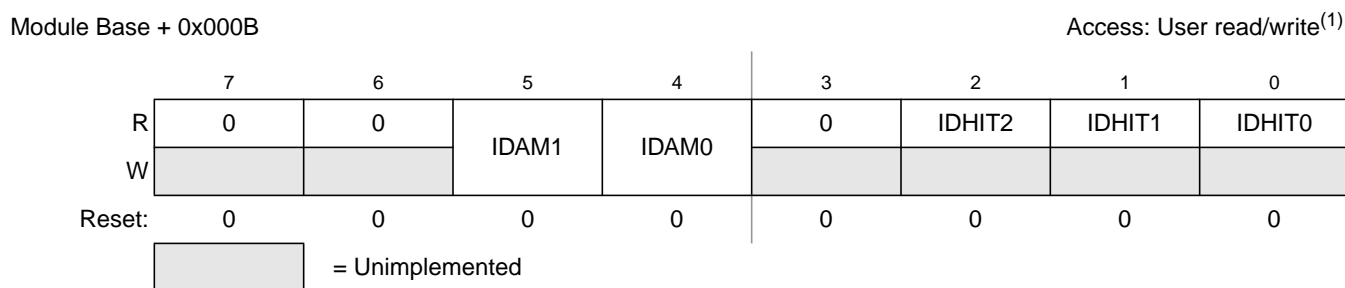 Module Base + 0x000B Access: User read/write(1)
7 6 5 4 3 2 1 0
R 0 0 IDAM1 IDAM0 0 IDHIT2 IDHIT1 IDHIT0
W
Reset: 0 0 0 0 0 0 0 0
= Unimplemented